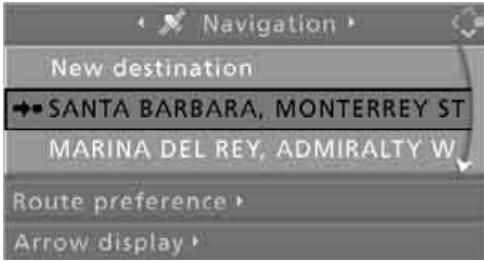 Navigation
New destination
SANTA BARBARA, MONTERREY ST
MARINA DEL REY, ADMIRALTY W
Route preference
Arrow display